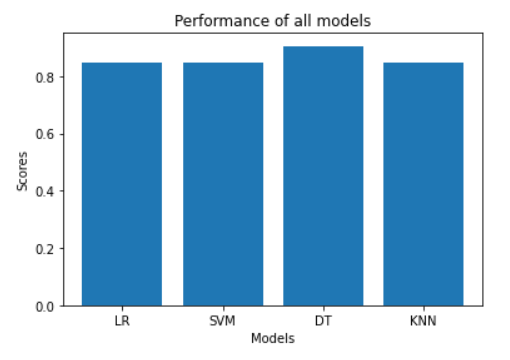 Performance of all models
Scores
0.8
0.6
0.4
0.2
0.0
LR SVM DT KNN
Models